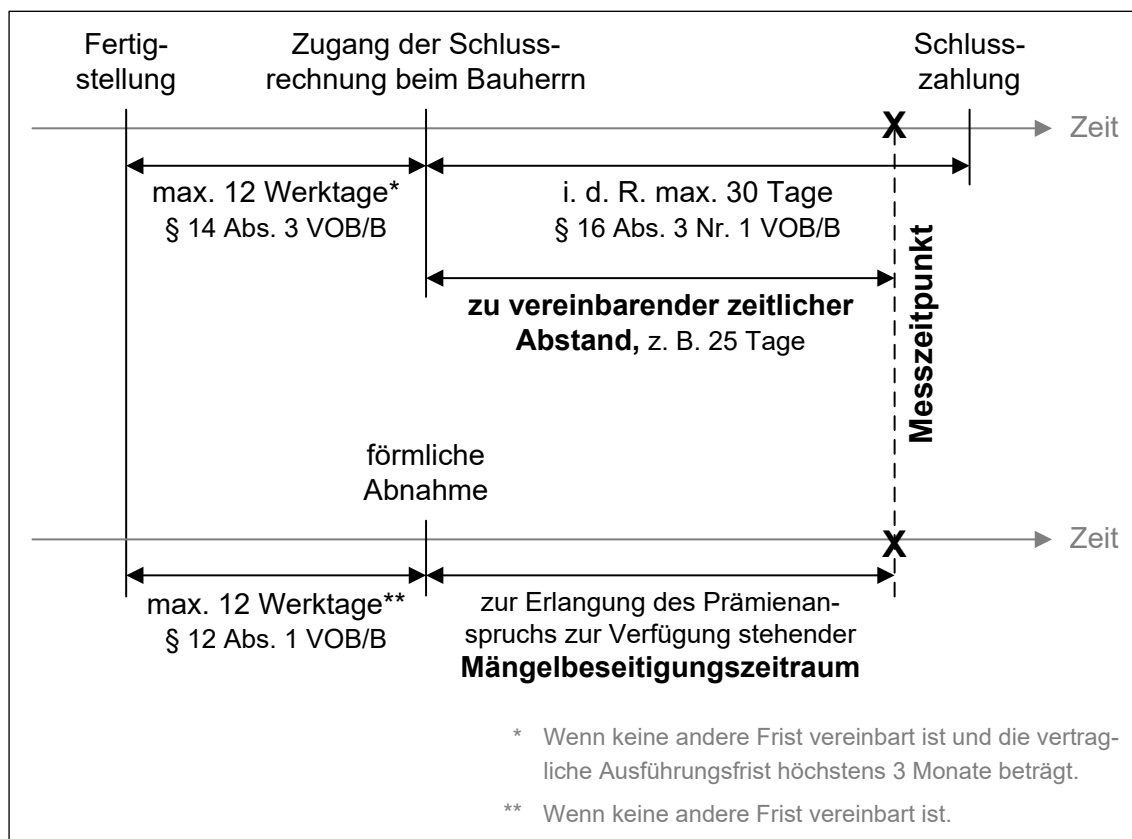 Fertig-
stellung
Zugang der Schluss-
rechnung beim Bauherrn
Schluss-
zahlung
X
Zeit
max. 12 Werktage*
§ 14 Abs. 3 VOB/B
i. d. R. max. 30 Tage
§ 16 Abs. 3 Nr. 1 VOB/B
zu vereinbarender zeitlicher
Abstand, z. B. 25 Tage
Messzeitpunkt
förmliche
Abnahme
X
Zeit
max. 12 Werktage**
§ 12 Abs. 1 VOB/B
zur Erlangung des Prämienan-
spruchs zur Verfügung stehender
Mängelbeseitigungszeitraum
* Wenn keine andere Frist vereinbart ist und die vertrag-
liche Ausführungsfrist höchstens 3 Monate beträgt.
** Wenn keine andere Frist vereinbart ist.